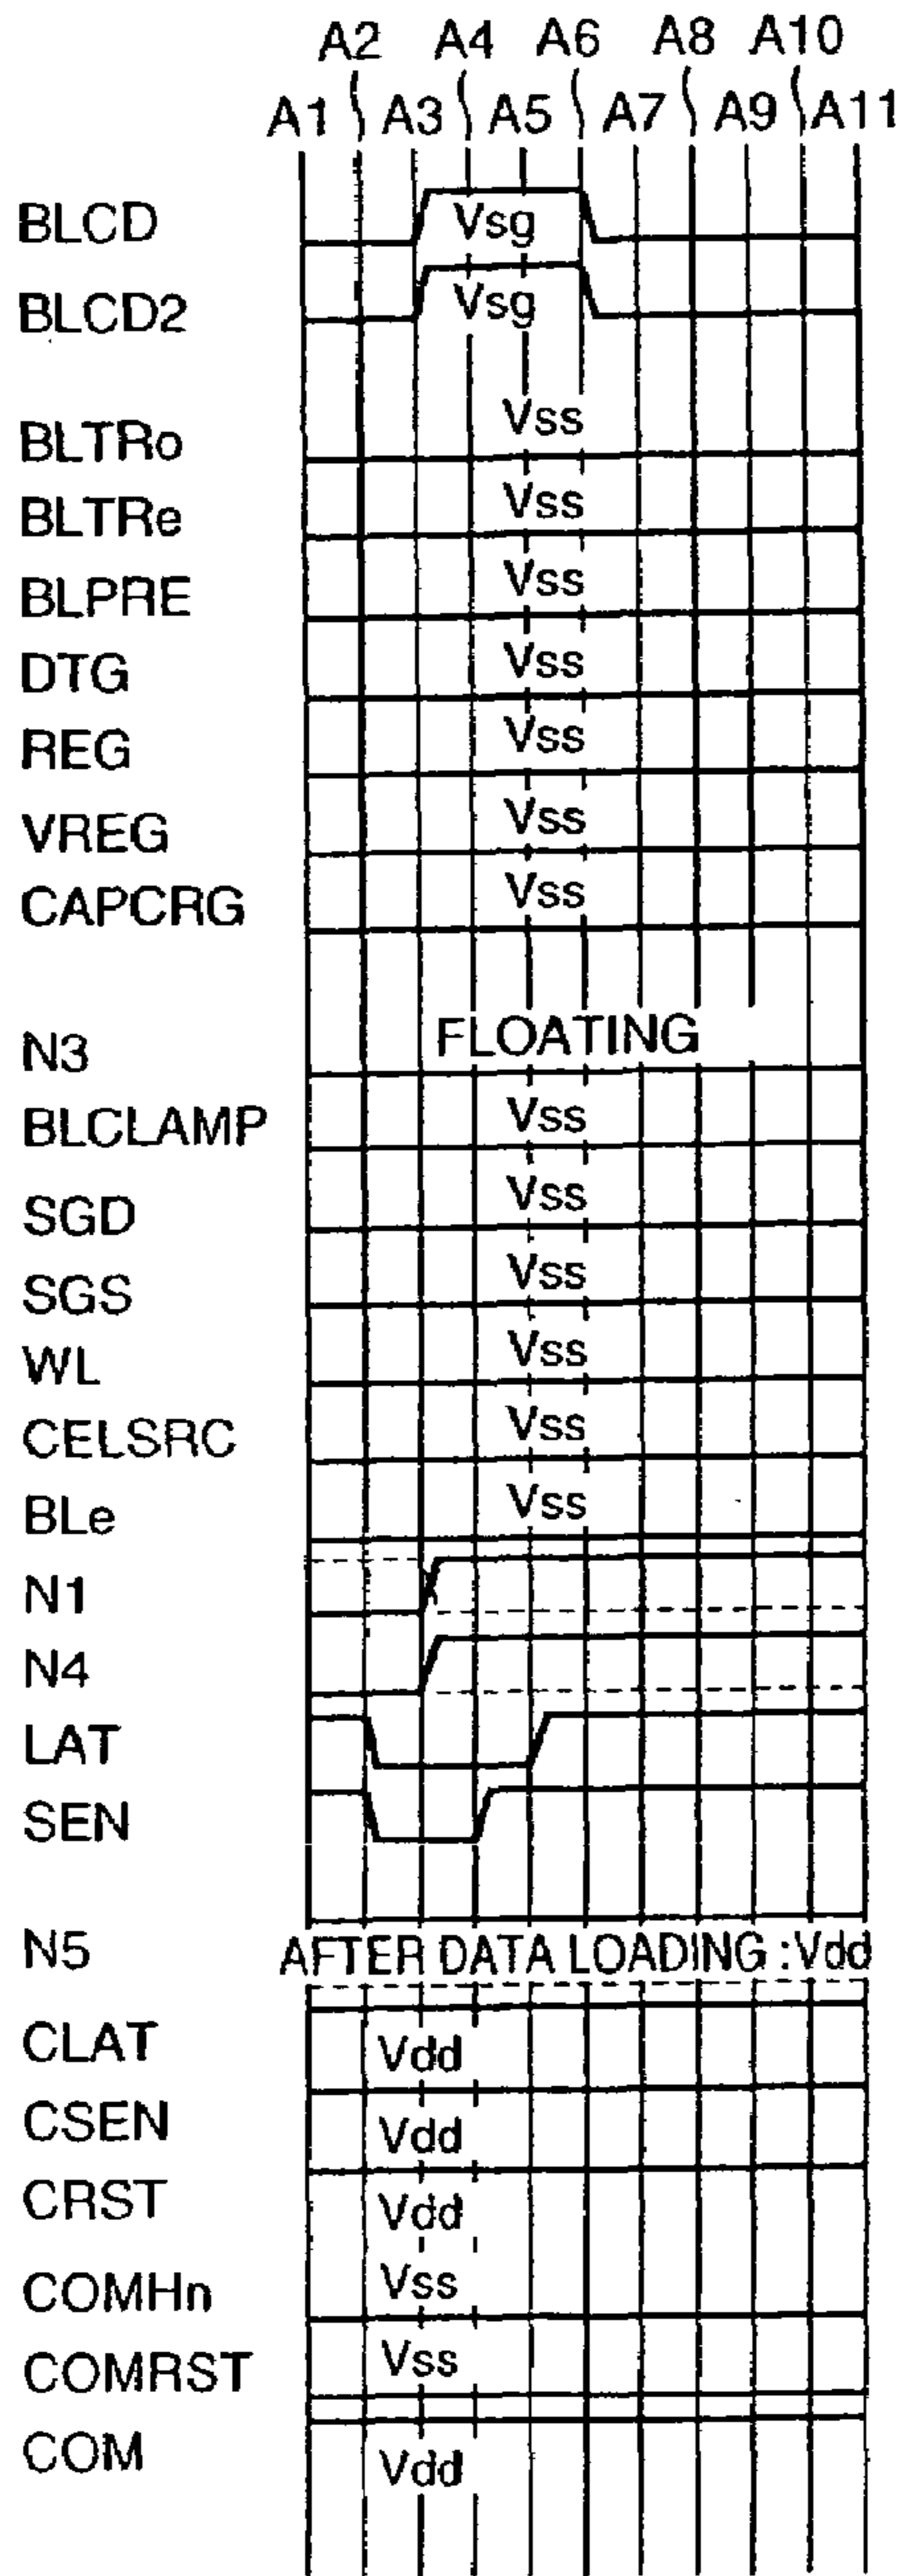 A2 A4 A6 A8 A10
A1 A3 A5 A7 A9 A11
BLCD Vsg
BLCD2 Vsg
BLTRo Vss
BLTRe Vss
BLPRE Vss
DTG Vss
REG Vss
VREG Vss
CAPCRG Vss
N3 FLOATING
BLCLAMP Vss
SGD Vss
SGS Vss
WL Vss
CELSRC Vss
BLe Vss
N1
N4
LAT
SEN
N5 AFTER DATA LOADING :Vdd
CLAT Vdd
CSEN Vdd
CRST Vdd
COMHn Vss
COMRST Vss
COM Vdd